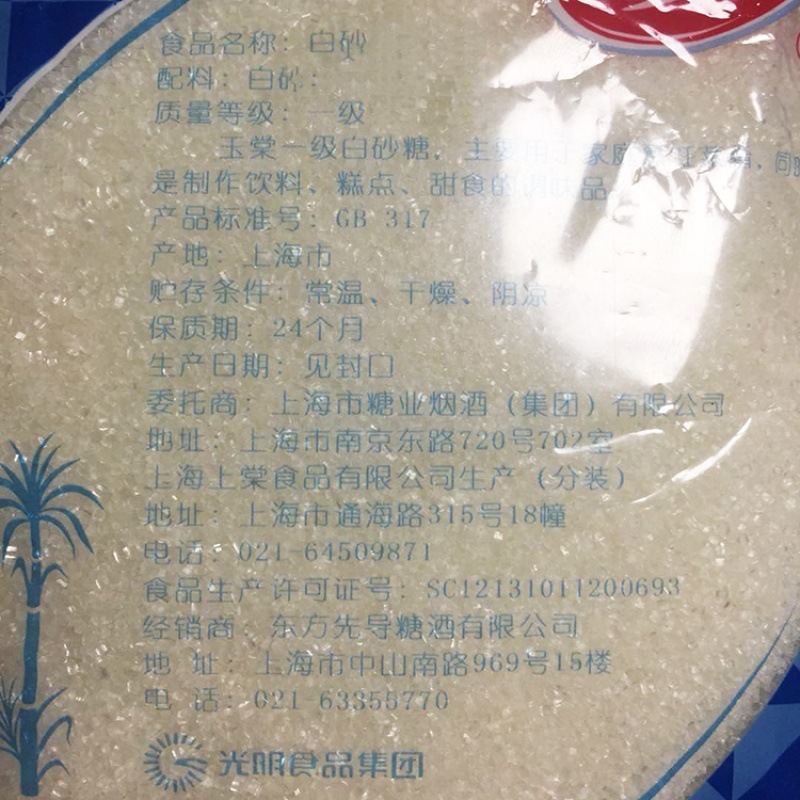 食品名称：白砂
配料：白砂
质量等级：一级
玉棠一级白砂糖，主要用于家庭，同时
是制作饮料、糕点、甜食的调味品
产品标准号：GB 317
产地：上海市
贮存条件：常温、干燥、阴凉
保质期：24个月
生产日期：见封口
委托商：上海市糖业烟酒（集团）有限公司
地址：上海市南京东路720号702室
上海上棠食品有限公司生产（分装）
地址：上海市通海路315号18幢
电话：021-64509871
食品生产许可证号：SC12131011200693
经销商：东方先导糖酒有限公司
地 址：上海市中山南路969号15楼
电 话：021-63355770
光明食品集团